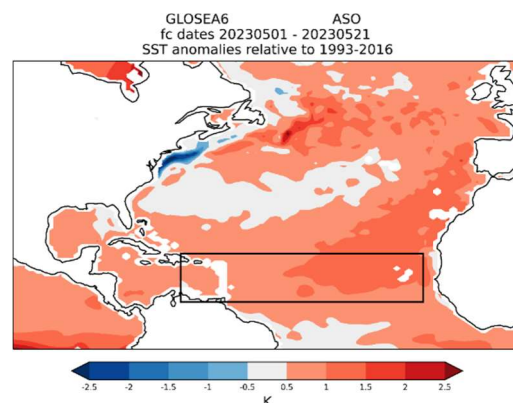 GLOSEA6 ASO
fc dates 20230501 - 20230521
SST anomalies relative to 1993-2016
-2.5 -2 -1.5 -1 -0.5 0.5 1 1.5 2 2.5
K